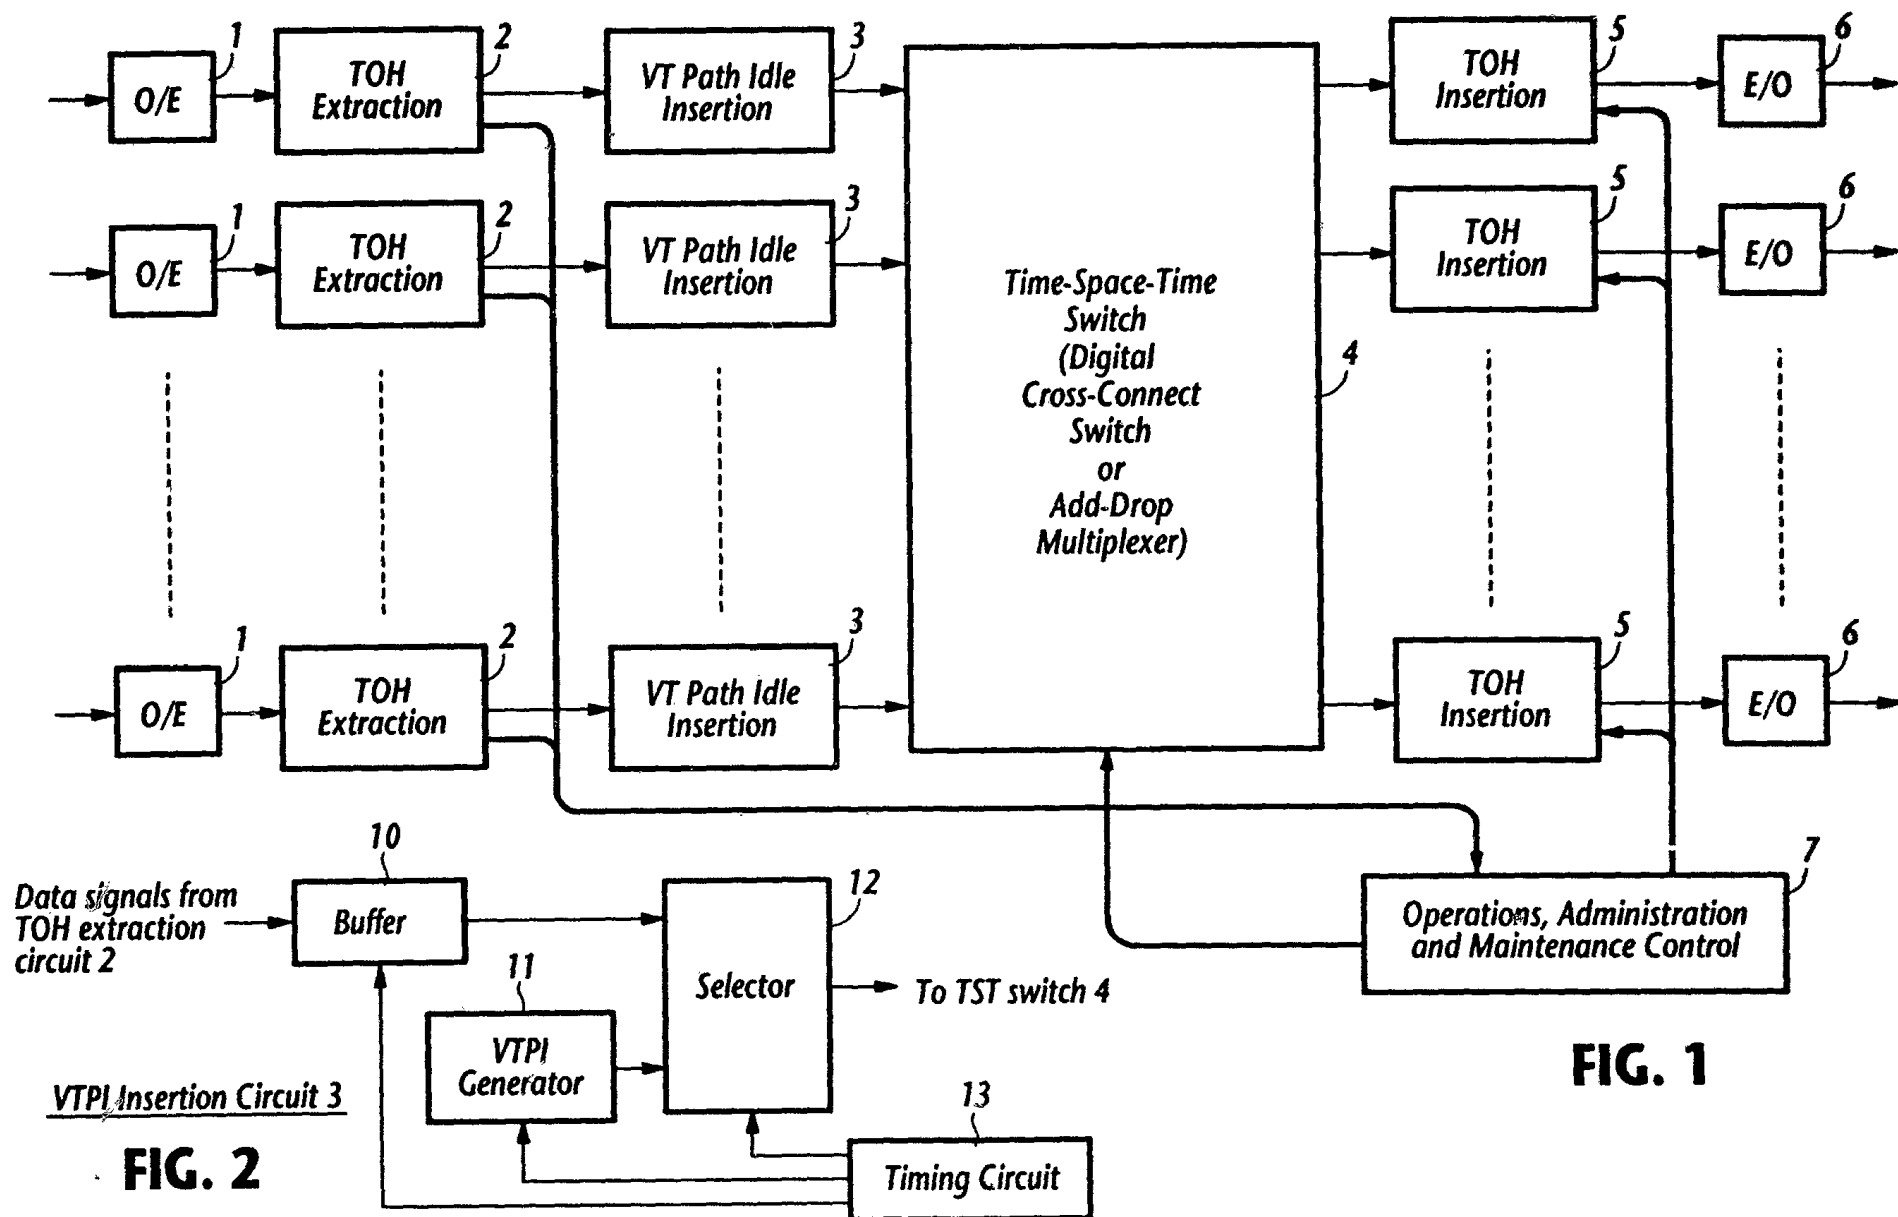 1
O/E
2
TOH
Extraction
3
VT Path Idle
Insertion
5
TOH
Insertion
6
E/O
1
O/E
2
TOH
Extraction
3
VT Path Idle
Insertion
5
TOH
Insertion
6
E/O
Time-Space-Time
Switch
(Digital
Cross-Connect
Switch
or
Add-Drop
Multiplexer)
4
1
O/E
2
TOH
Extraction
3
VT Path Idle
Insertion
5
TOH
Insertion
6
E/O
7
Operations, Administration
and Maintenance Control
FIG. 1
Data signals from
TOH extraction
circuit 2
10
Buffer
11
VTPI
Generator
12
Selector
To TST switch 4
13
Timing Circuit
VTPI Insertion Circuit 3
FIG. 2